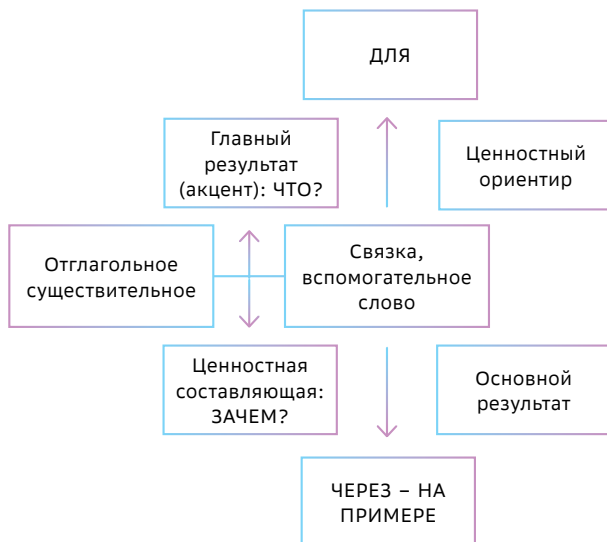 ДЛЯ
Главный
результат
(акцент): ЧТО?
Ценностный
ориентир
Отглагольное
существительное
Связка,
вспомогательное
слово
Ценностная
составляющая:
ЗАЧЕМ?
Основной
результат
ЧЕРЕЗ – НА
ПРИМЕРЕ